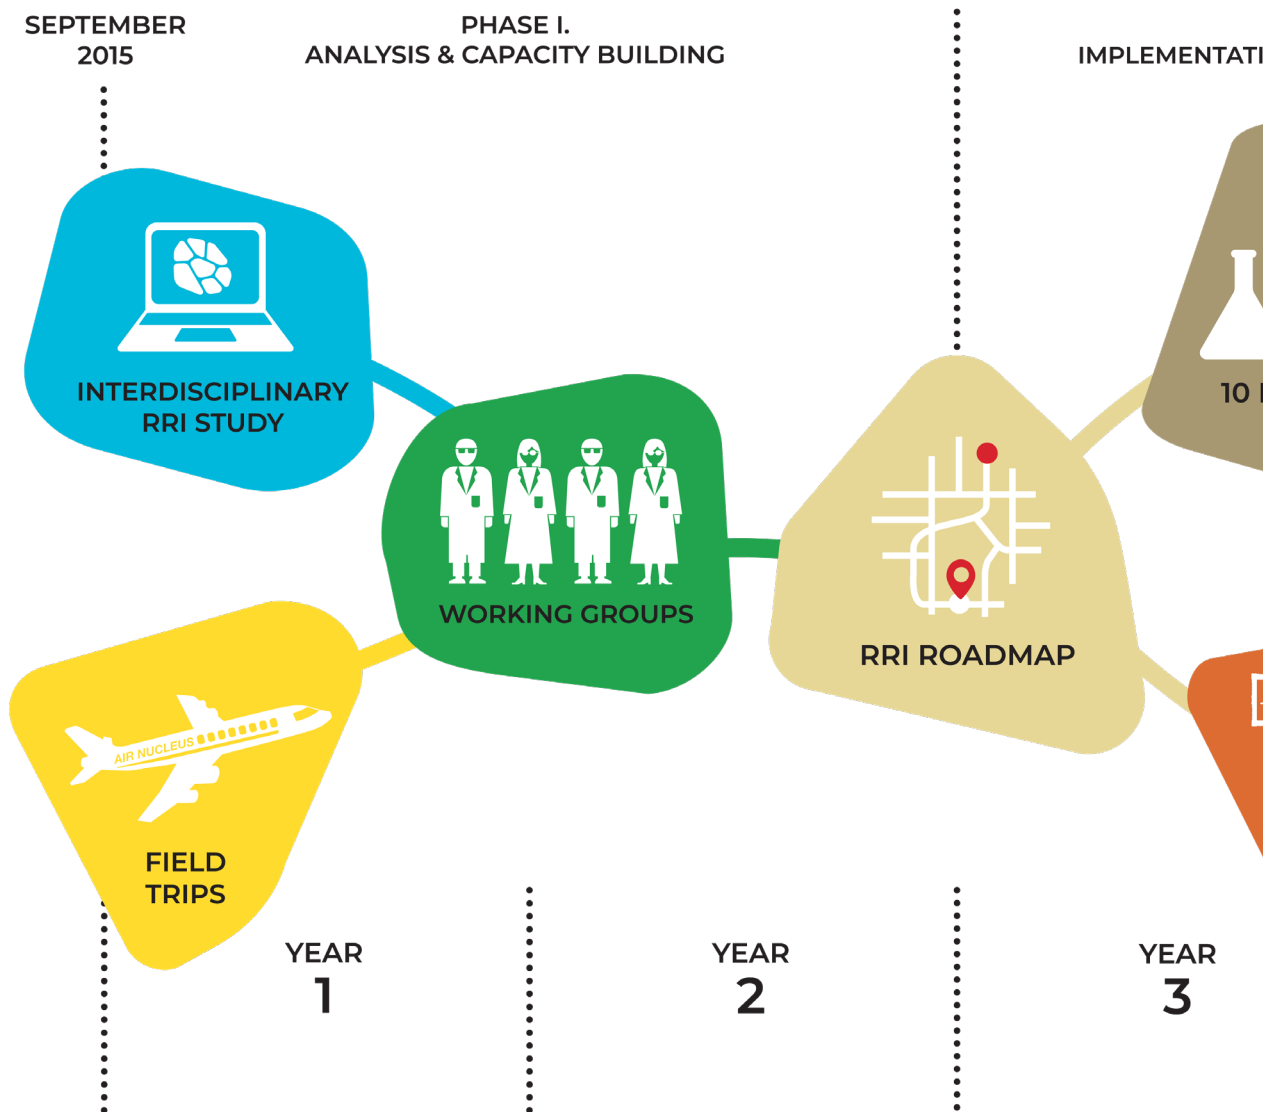 SEPTEMBER
2015
PHASE I.
ANALYSIS & CAPACITY BUILDING
INTERDISCIPLINARY
RRI STUDY
WORKING GROUPS
RRI ROADMAP
10
AIR NUCLEUS
FIELD
TRIPS
YEAR
1
YEAR
2
YEAR
3